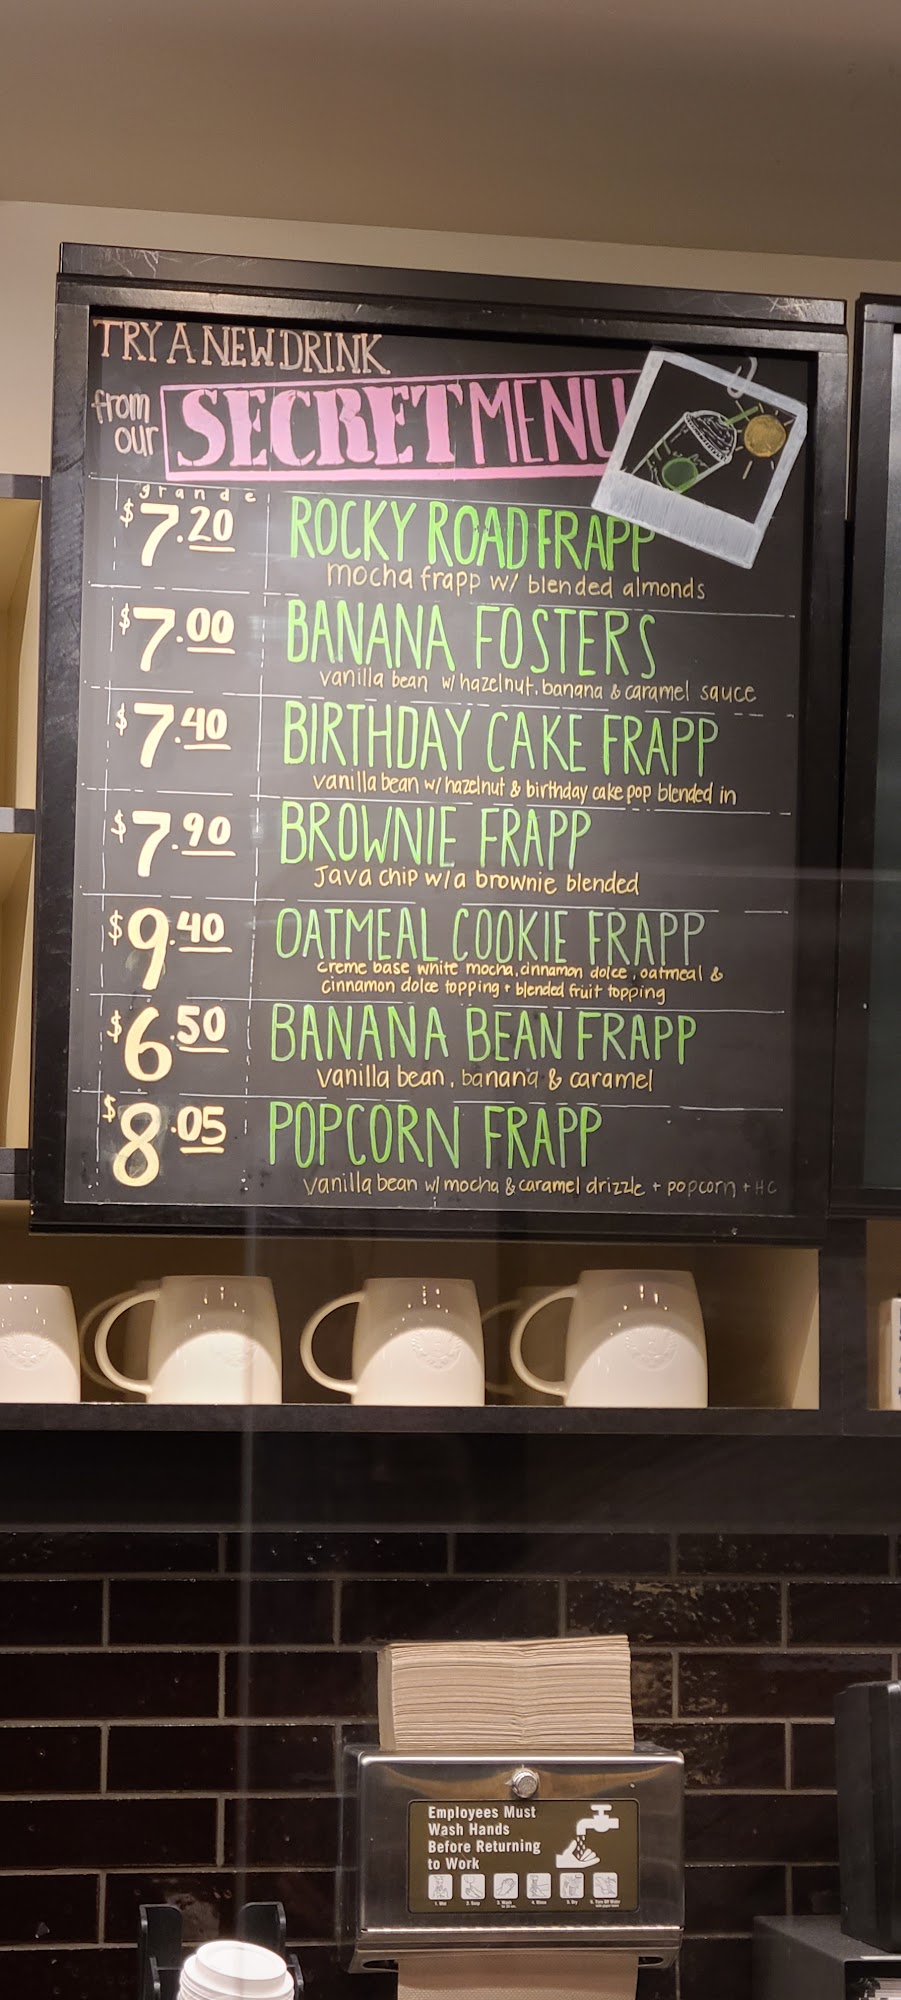 TRY A NEW DRINK
from our SECRET MENU
grande
$7.20 ROCKY ROAD FRAPP
mocha frapp w/ blended almonds
$7.00 BANANA FOSTERS
vanilla bean w/ hazelnut, banana & caramel sauce
$7.40 BIRTHDAY CAKE FRAPP
vanilla bean w/ hazelnut & birthday cake pop blended in
$7.90 BROWNIE FRAPP
Java chip w/ a brownie blended
$9.40 OATMEAL COOKIE FRAPP
creme base white mocha, cinnamon dolce, oatmeal &
cinnamon dolce topping + blended fruit topping
$6.50 BANANA BEAN FRAPP
vanilla bean, banana & caramel
$8.05 POPCORN FRAPP
vanilla bean w/ mocha & caramel drizzle + popcorn + HC
Employees Must
Wash Hands
Before Returning
to Work